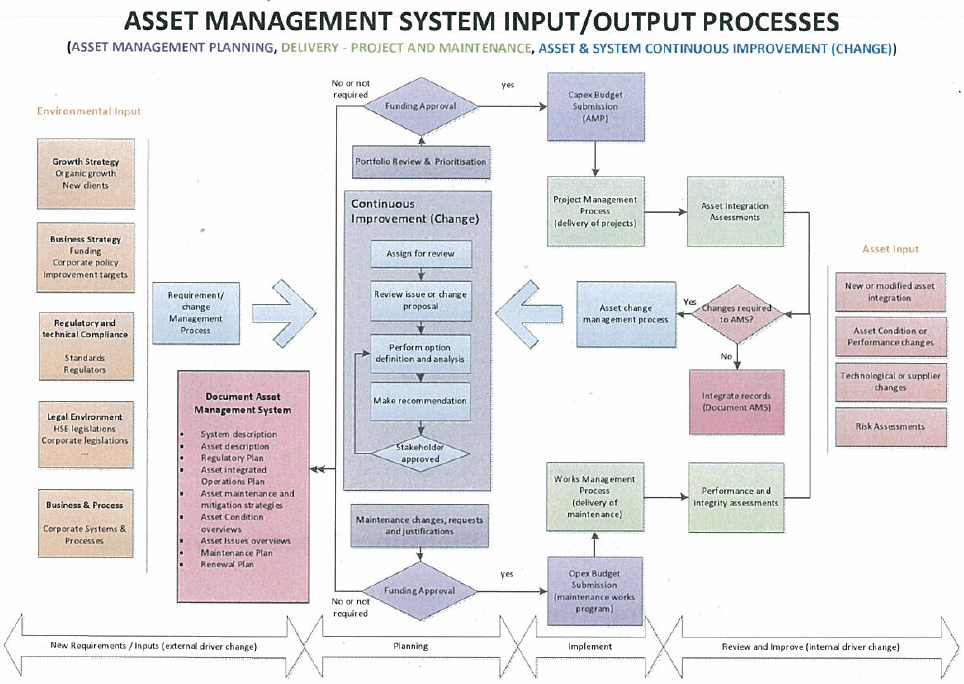 ASSET MANAGEMENT SYSTEM INPUT/OUTPUT PROCESSES
(ASSET MANAGEMENT PLANNING, DELIVERY - PROJECT AND MAINTENANCE, ASSET & SYSTEM CONTINUOUS IMPROVEMENT (CHANGE))
Environmental Input
Growth Strategy
Organic growth
New clients
Business Strategy
Funding
Corporate policy
Improvement targets
Regulatory and
technical Compliance
Standards
Regulators
Legal Environment
HSE legislations
Corporate legislations
...
Business & Process
Corporate Systems &
Processes
Requirement/
change
Management
Process
Document Asset
Management System
• System description
• Asset description
• Regulatory Plan
• Asset integrated
Operations Plan
• Asset maintenance and
mitigation strategies
• Asset Condition
overviews
• Asset Issues overviews
• Maintenance Plan
• Renewal Plan
No or not
required
Funding Approval
yes
Portfolio Review & Prioritisation
Continuous
Improvement (Change)
Assign for review
Review issue or change
proposal
Perform option
definition and analysis
Make recommendation
Stakeholder
approved
Maintenance changes, requests
and justifications
Funding Approval
yes
No or not
required
Capex Budget
Submission
(AMP)
Project Management
Process
(delivery of projects)
Asset Integration
Assessments
Asset change
management process
Yes
Changes required
to AMS?
No
Integrate records
(Document AMS)
Works Management
Process
(delivery of
maintenance)
Performance and
integrity assessments
Opex Budget
Submission
(maintenance works
program)
Asset Input
New or modified asset
integration
Asset Condition or
Performance changes
Technological or supplier
changes
Risk Assessments
New Requirements / Inputs (external driver change)
Planning
Implement
Review and Improve (internal driver change)